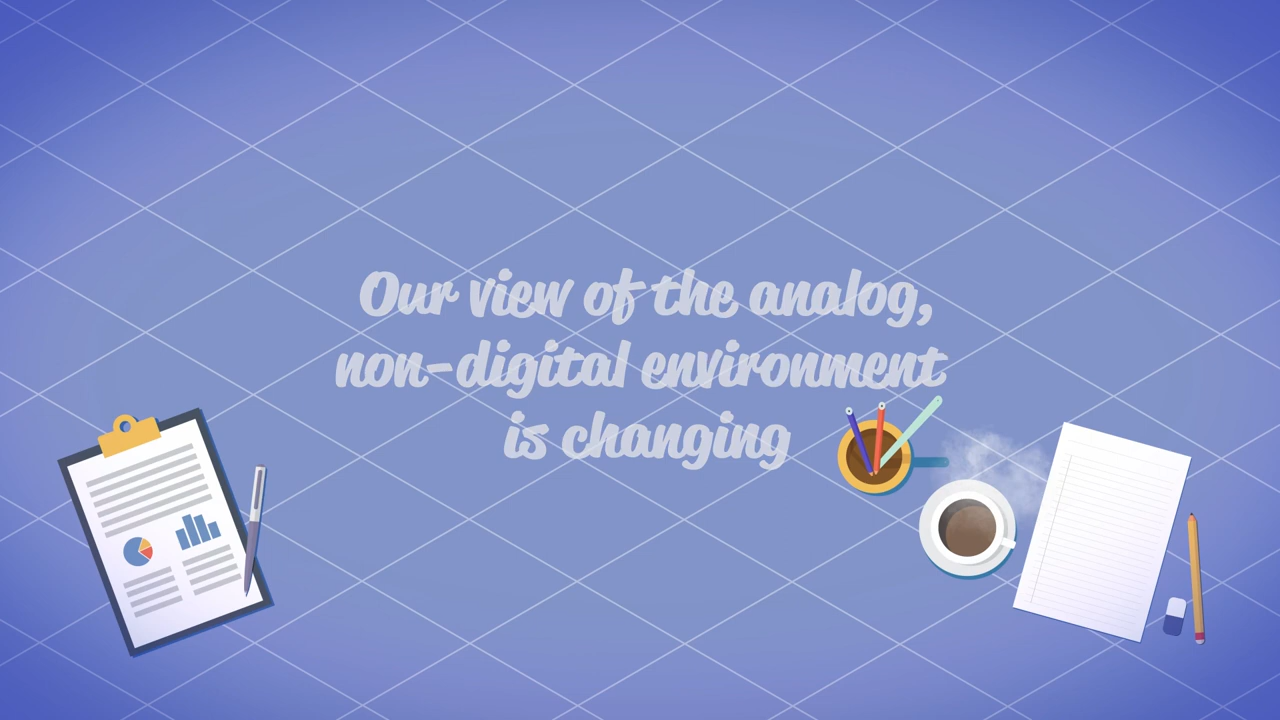 Our view of the analog,
non-digital environment
is changing